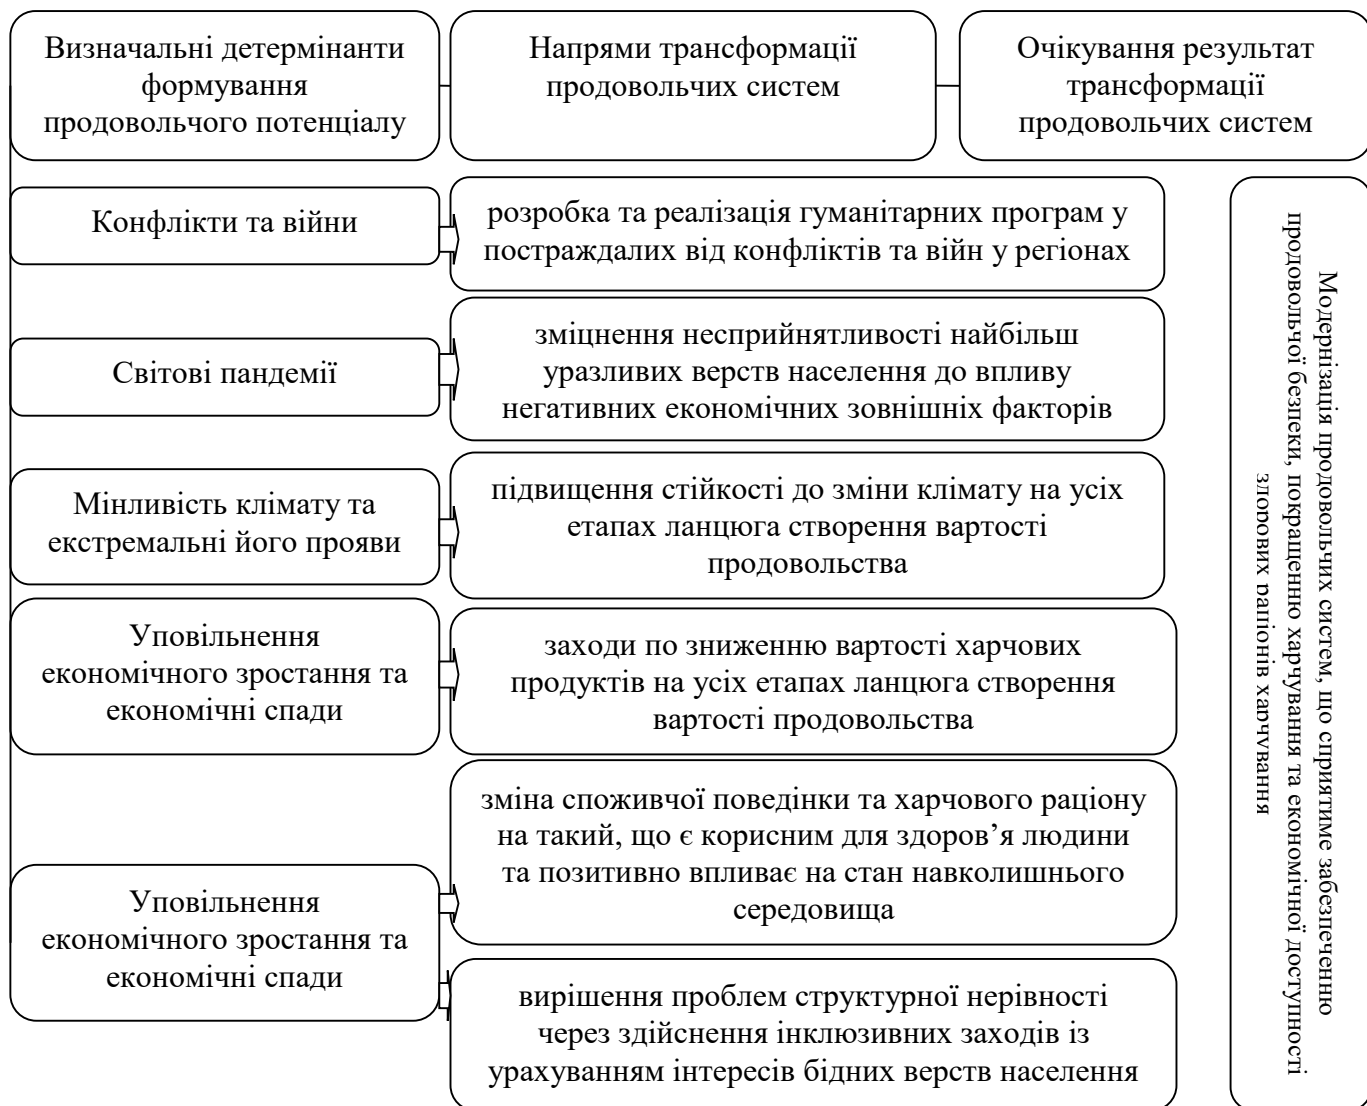 Визначальні детермінанти
формування
продовольчого потенціалу
Напрями трансформації
продовольчих систем
Очікування результат
трансформації
продовольчих систем
Конфлікти та війни
розробка та реалізація гуманітарних програм у
постраждалих від конфліктів та війн у регіонах
Світові пандемії
зміцнення несприйнятливості найбільш
уразливих верств населення до впливу
негативних економічних зовнішніх факторів
Мінливість клімату та
екстремальні його прояви
підвищення стійкості до зміни клімату на усіх
етапах ланцюга створення вартості
продовольства
Уповільнення
економічного зростання та
економічні спади
заходи по зниженню вартості харчових
продуктів на усіх етапах ланцюга створення
вартості продовольства
Уповільнення
економічного зростання та
економічні спади
зміна споживчої поведінки та харчового раціону
на такий, що є корисним для здоров’я людини
та позитивно впливає на стан навколишнього
середовища
вирішення проблем структурної нерівності
через здійснення інклюзивних заходів із
урахуванням інтересів бідних верств населення
Модернізація продовольчих систем, що сприятиме забезпеченню
продовольчої безпеки, покращенню харчування та економічної доступності
здорових раціонів харчування